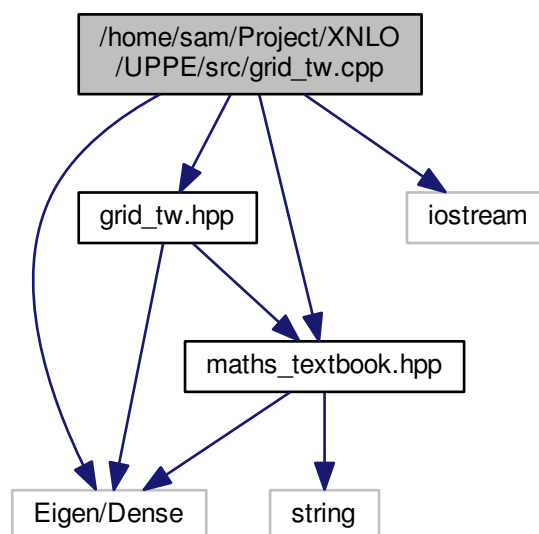 /home/sam/Project/XNLO
/UPPE/src/grid_tw.cpp
grid_tw.hpp
iostream
maths_textbook.hpp
Eigen/Dense
string